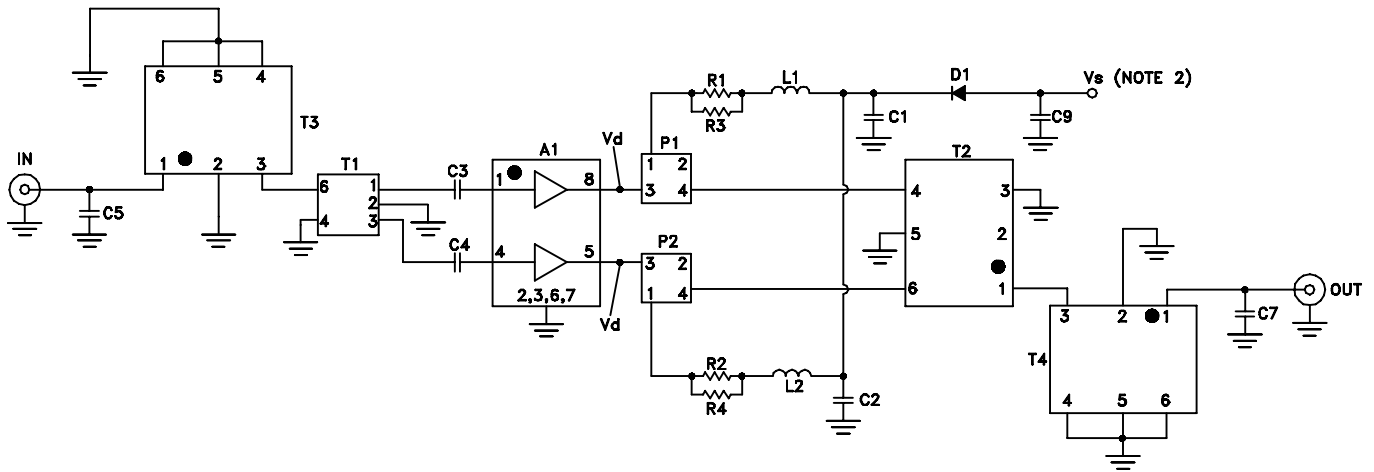 6 5 4
T3
1 2 3
IN
C5
T1
6 1
2
4 3
C3
C4
A1
1 8
4 5
2,3,6,7
Vd
Vd
R1
R3
L1
P1
1 2
3 4
P2
3 2
1 4
R2
R4
L2
C1
D1
Vs (NOTE 2)
C9
C2
T2
4 3
5 2
6 1
3 2 1
T4
4 5 6
C7
OUT